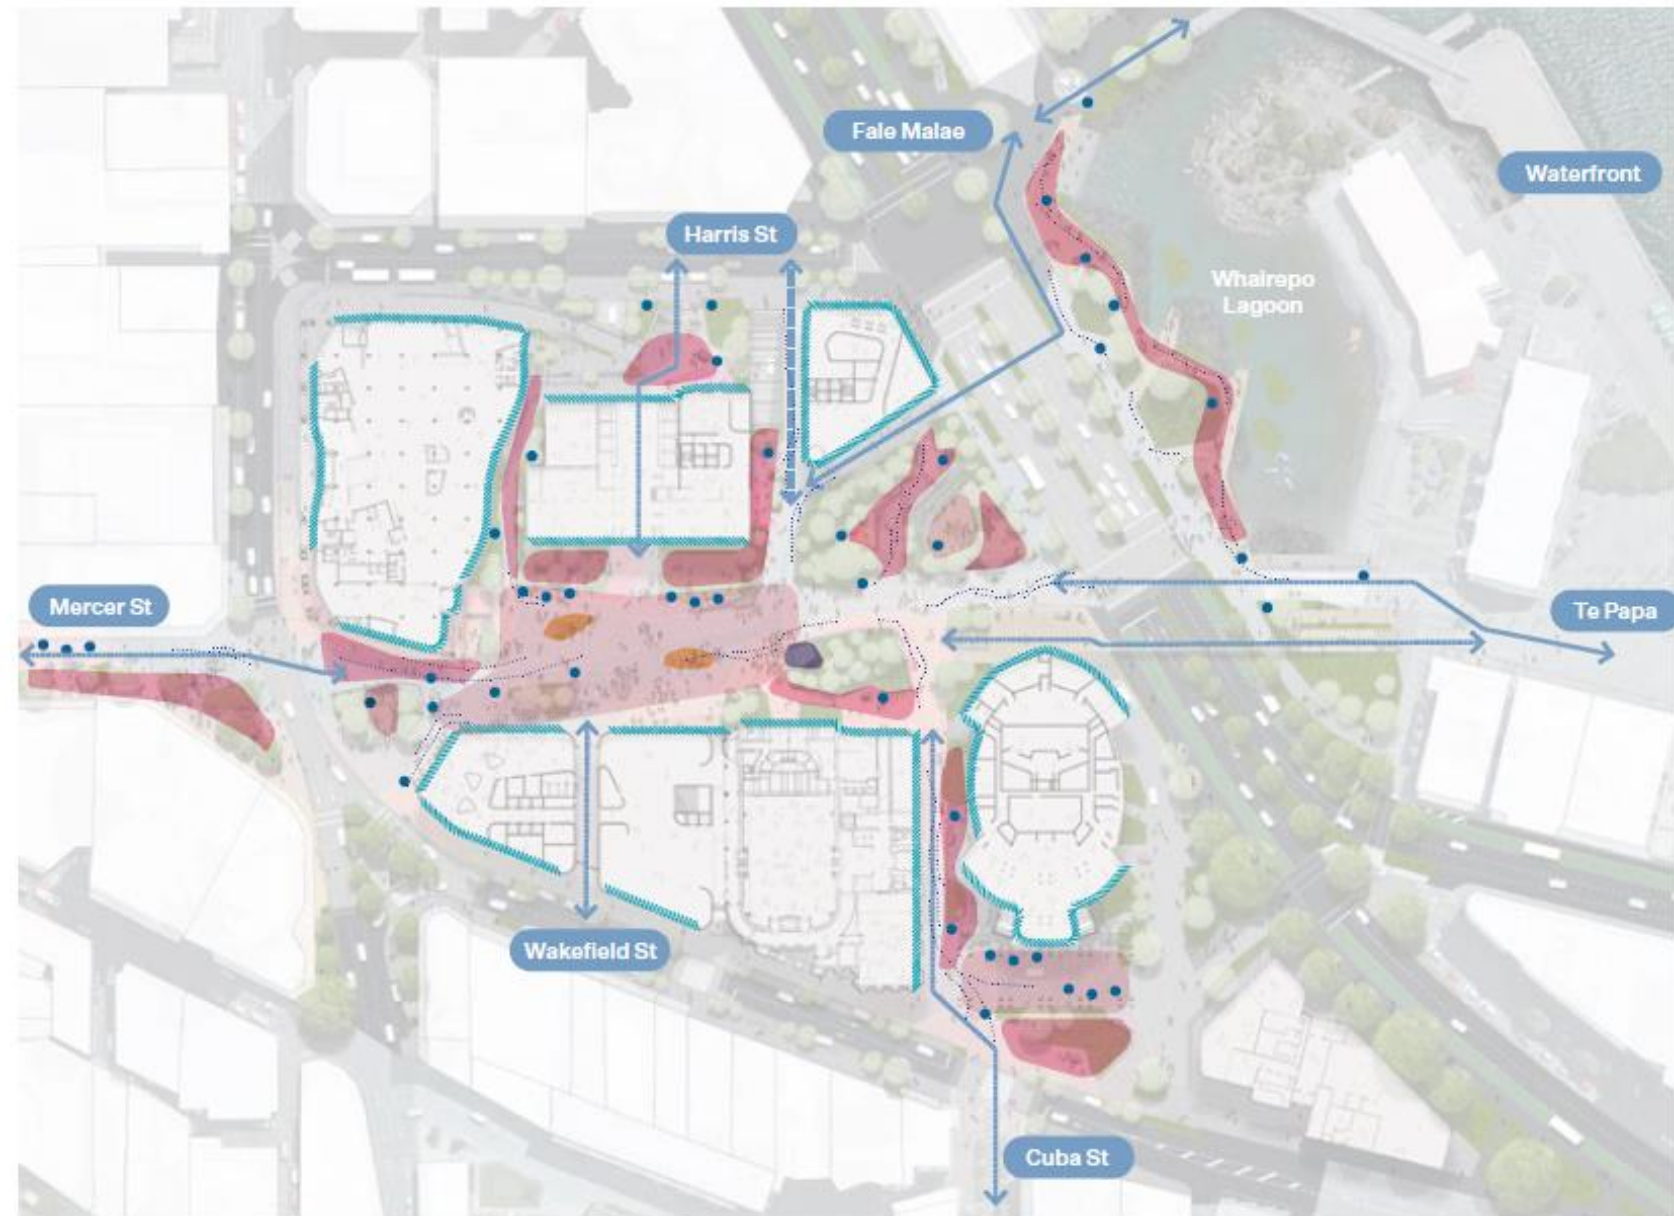 Fale Malae
Waterfront
Harris St
Whairepo
Lagoon
Mercer St
Te Papa
Wakefield St
Cuba St